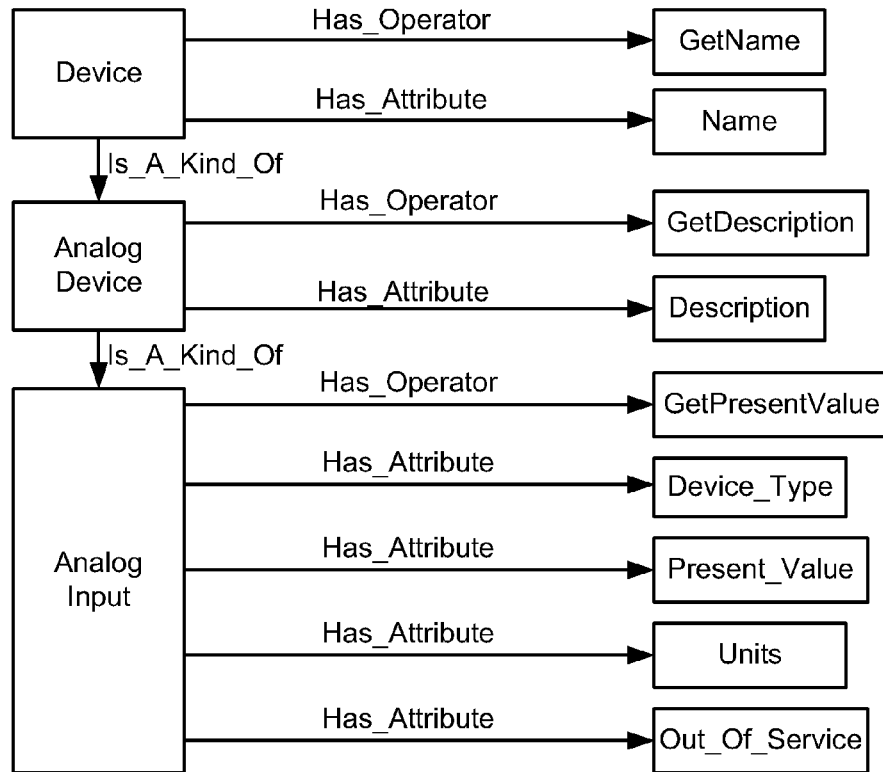 Has_Operator
GetName
Device
Has_Attribute
Name
Is_A_Kind_Of
Has_Operator
GetDescription
Analog
Device
Has_Attribute
Description
Is_A_Kind_Of
Has_Operator
GetPresentValue
Has_Attribute
Device_Type
Analog
Input
Has_Attribute
Present_Value
Has_Attribute
Units
Has_Attribute
Out_Of_Service